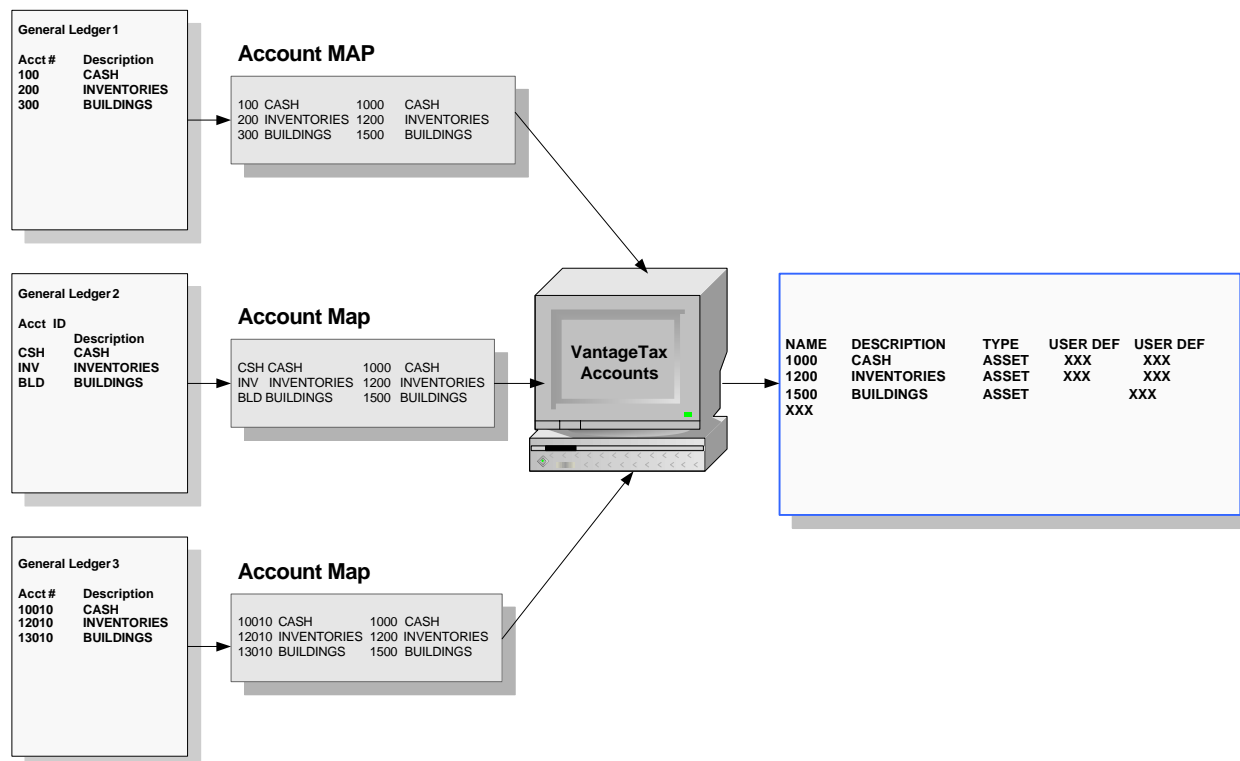 General Ledger 1
Acct # Description
100 CASH
200 INVENTORIES
300 BUILDINGS
Account MAP
100 CASH 1000 CASH
200 INVENTORIES 1200 INVENTORIES
300 BUILDINGS 1500 BUILDINGS
General Ledger 2
Acct ID
Description
CSH CASH
INV INVENTORIES
BLD BUILDINGS
Account Map
CSH CASH 1000 CASH
INV INVENTORIES 1200 INVENTORIES
BLD BUILDINGS 1500 BUILDINGS
General Ledger 3
Acct # Description
10010 CASH
12010 INVENTORIES
13010 BUILDINGS
Account Map
10010 CASH 1000 CASH
12010 INVENTORIES 1200 INVENTORIES
13010 BUILDINGS 1500 BUILDINGS
VantageTax
Accounts
NAME DESCRIPTION TYPE USER DEF USER DEF
1000 CASH ASSET XXX XXX
1200 INVENTORIES ASSET XXX XXX
1500 BUILDINGS ASSET XXX
XXX